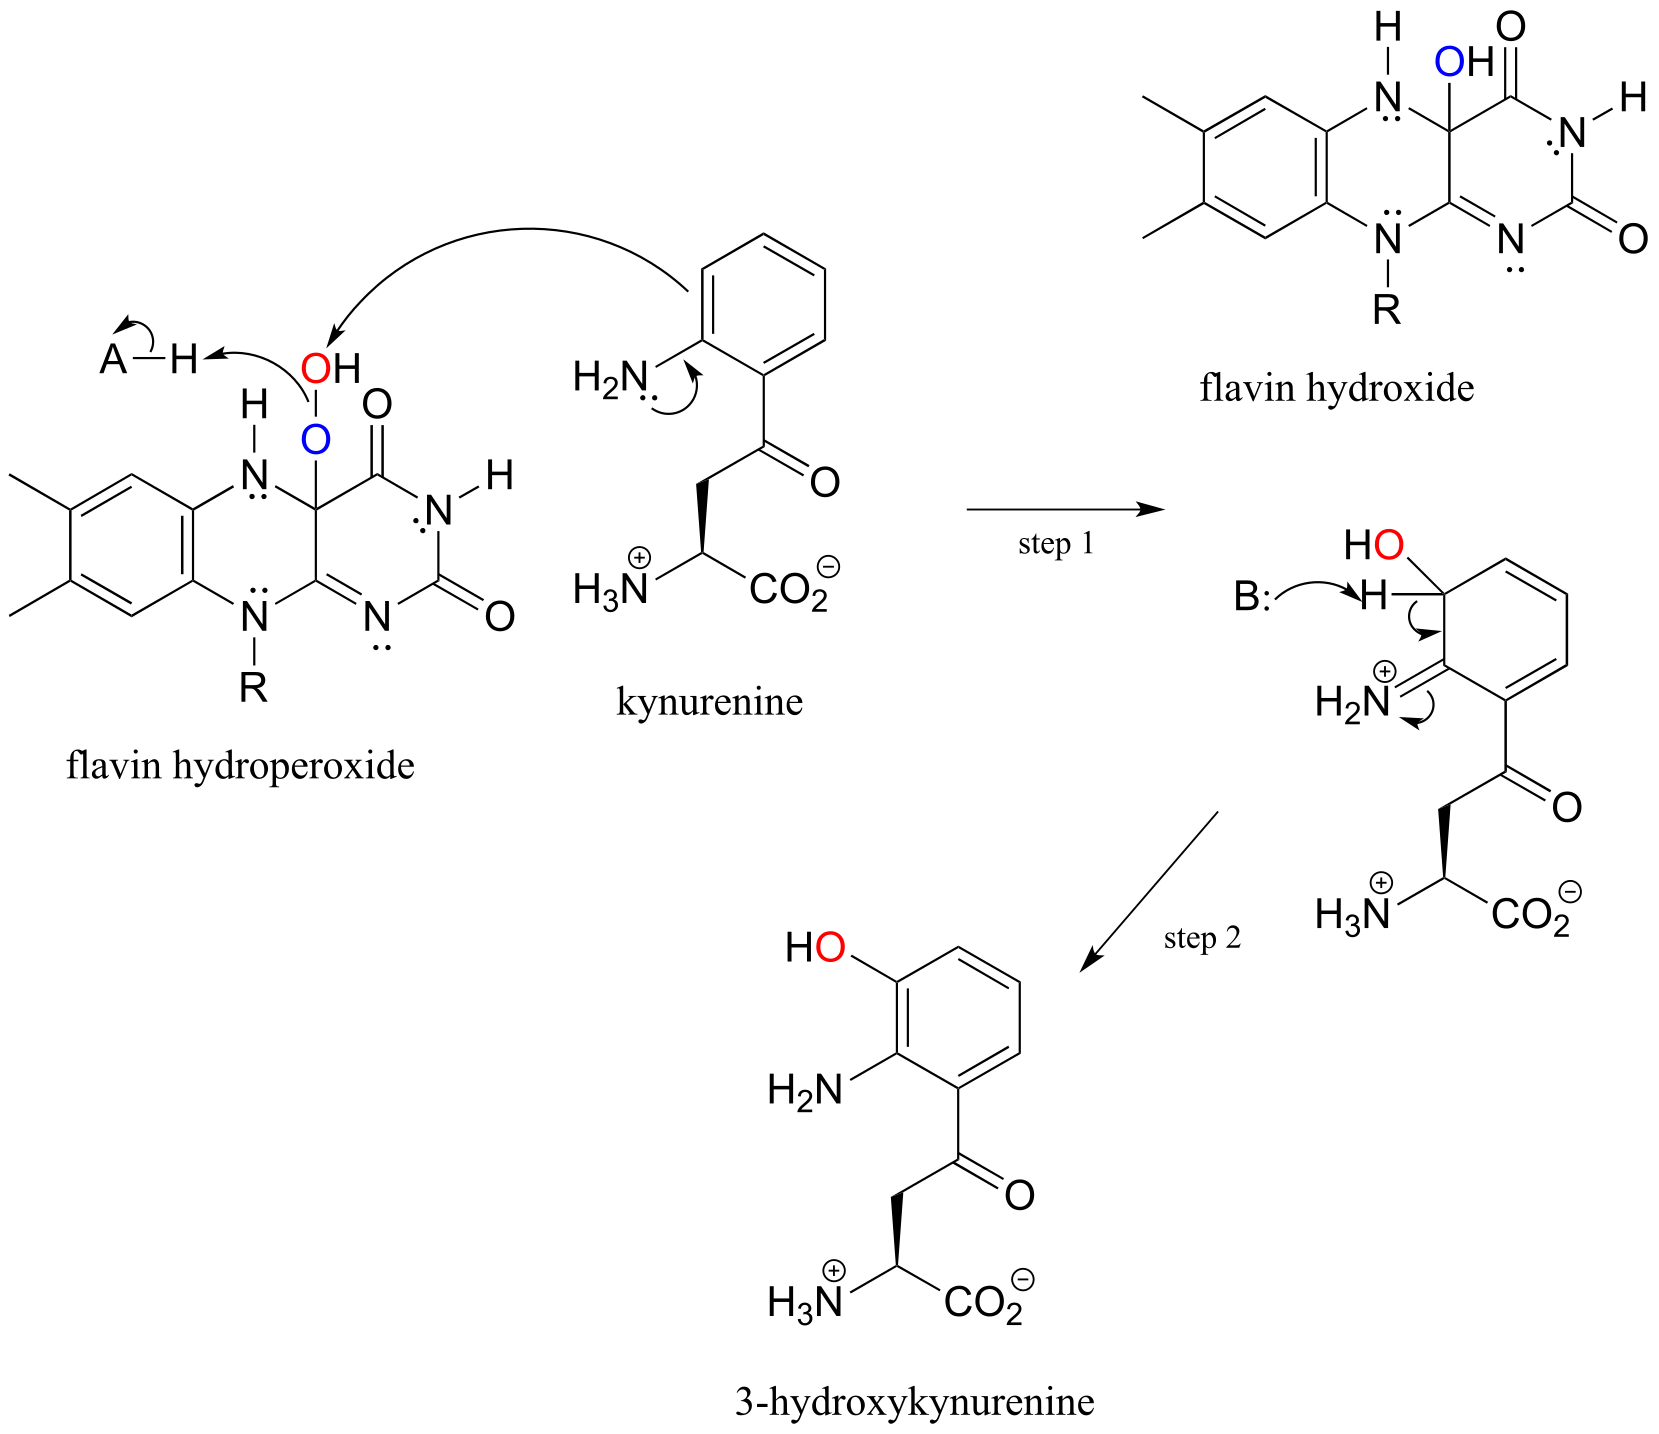 H
OH
O
N
H
N
O
N
N
R
flavin hydroxide
A
H
OH
H
O
O
N
H
N
O
N
N
R
flavin hydroperoxide
H₂N
O
H₃N⊕
CO₂⊖
kynurenine
step 1
HO
B:
H
H₂N⊕
O
H₃N⊕
CO₂⊖
step 2
HO
H₂N
O
H₃N⊕
CO₂⊖
3-hydroxykynurenine